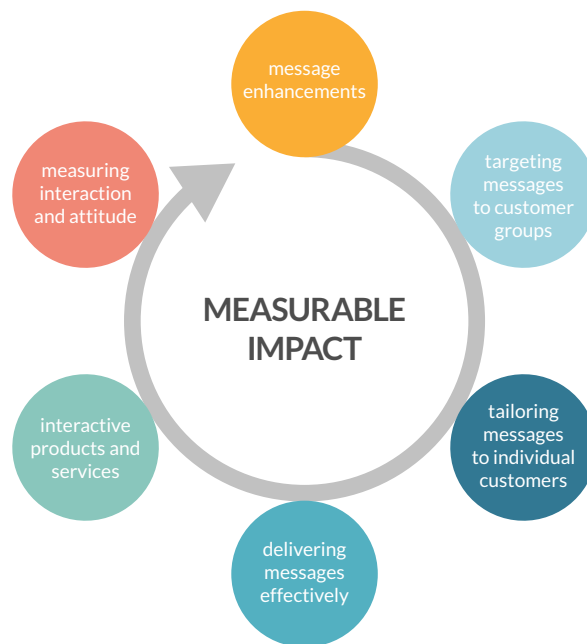 message
enhancements
targeting
messages
to customer
groups
tailoring
messages
to individual
customers
delivering
messages
effectively
interactive
products and
services
measuring
interaction
and attitude
MEASURABLE
IMPACT